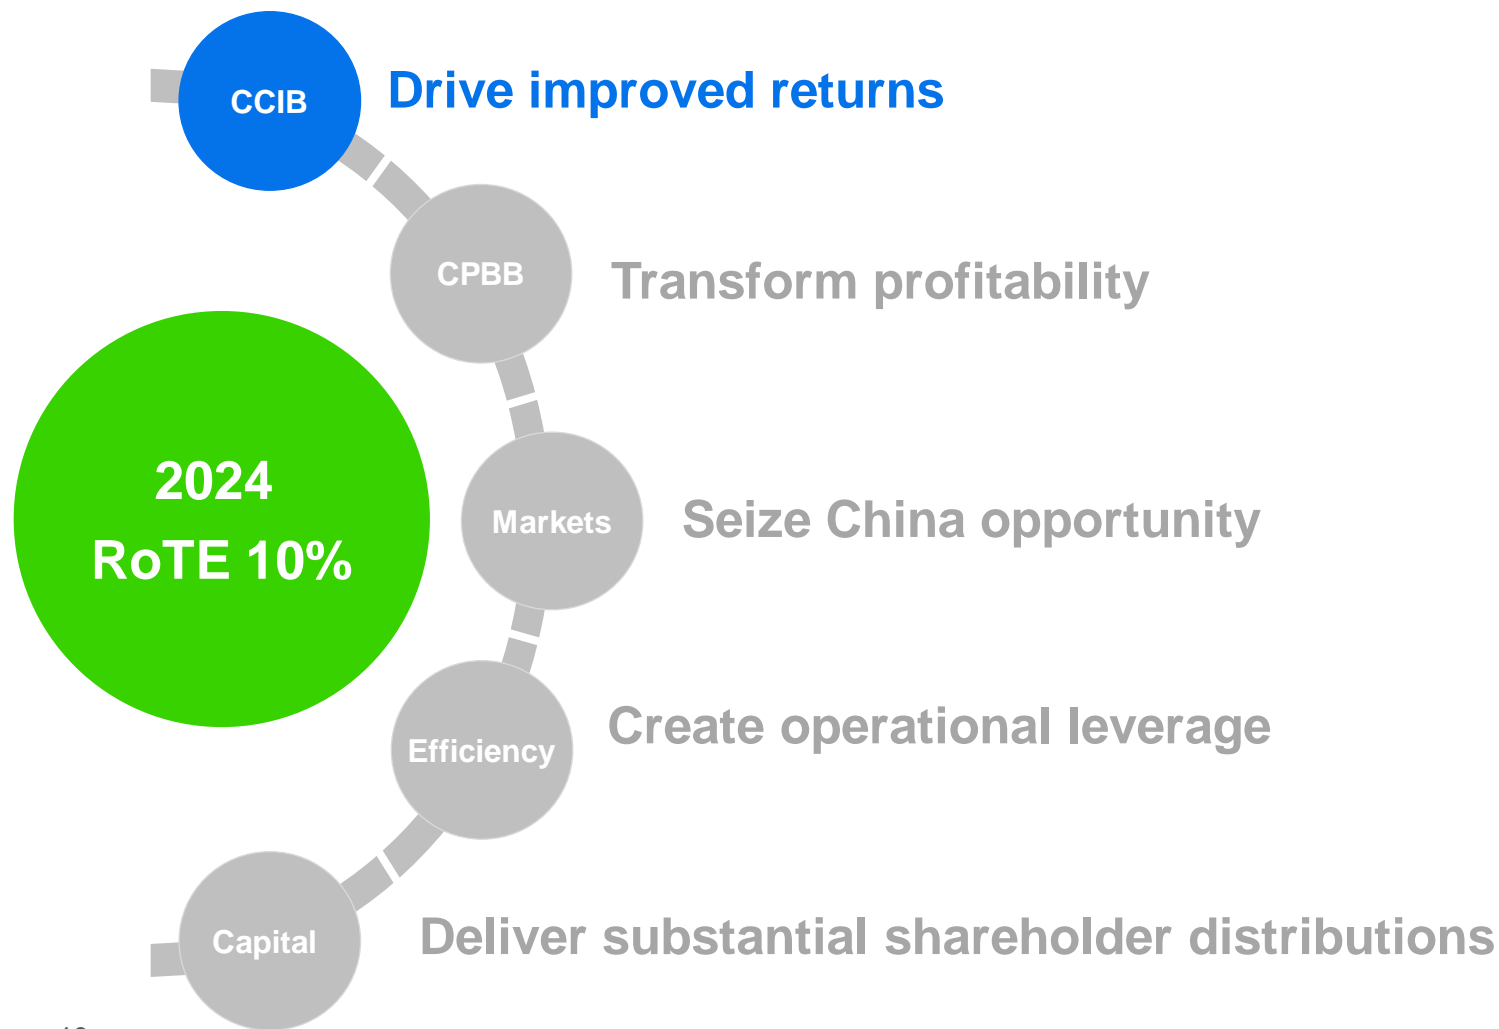 CCIB
Drive improved returns
CPBB
Transform profitability
2024
RoTE 10%
Markets
Seize China opportunity
Efficiency
Create operational leverage
Capital
Deliver substantial shareholder distributions